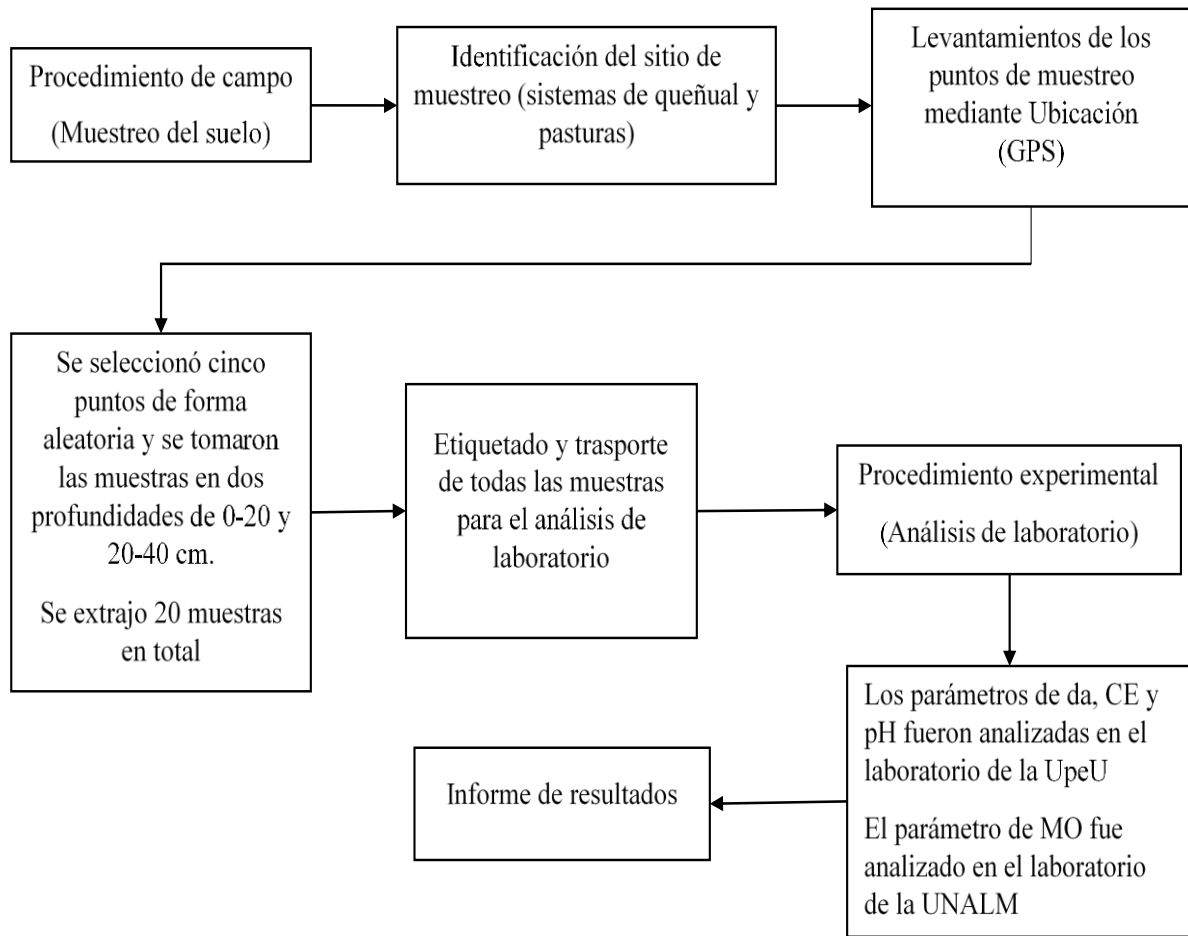 Procedimiento de campo
(Muestreo del suelo)
Identificación del sitio de
muestreo (sistemas de queñual y
pasturas)
Levantamientos de los
puntos de muestreo
mediante Ubicación
(GPS)
Se seleccionó cinco
puntos de forma
aleatoria y se tomaron
las muestras en dos
profundidades de 0-20 y
20-40 cm.
Se extrajo 20 muestras
en total
Etiquetado y trasporte
de todas las muestras
para el análisis de
laboratorio
Procedimiento experimental
(Análisis de laboratorio)
Los parámetros de da, CE y
pH fueron analizadas en el
laboratorio de la UpeU
El parámetro de MO fue
analizado en el laboratorio
de la UNALM
Informe de resultados